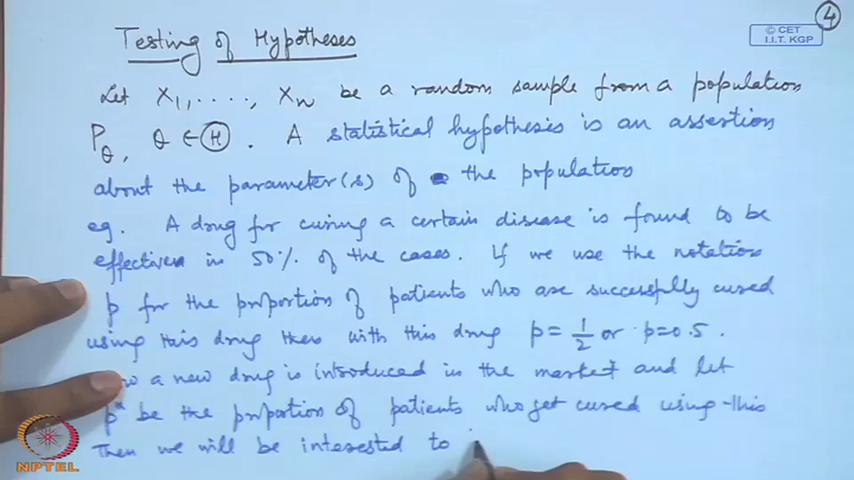 4
© CET
I.I.T. KGP
Testing of Hypotheses
Let X1, ...., Xn be a random sample from a population
Pθ, θ ∈ Ⓗ. A statistical hypothesis is an assertion
about the parameter(s) of the population
eg. A drug for curing a certain disease is found to be
effective in 50% of the cases. If we use the notation
p for the proportion of patients who are successfully cured
using this drug then with this drug p = 1/2 or p=0.5.
a new drug is introduced in the market and let
p* be the proportion of patients who get cured using this
Then we will be interested to
NPTEL